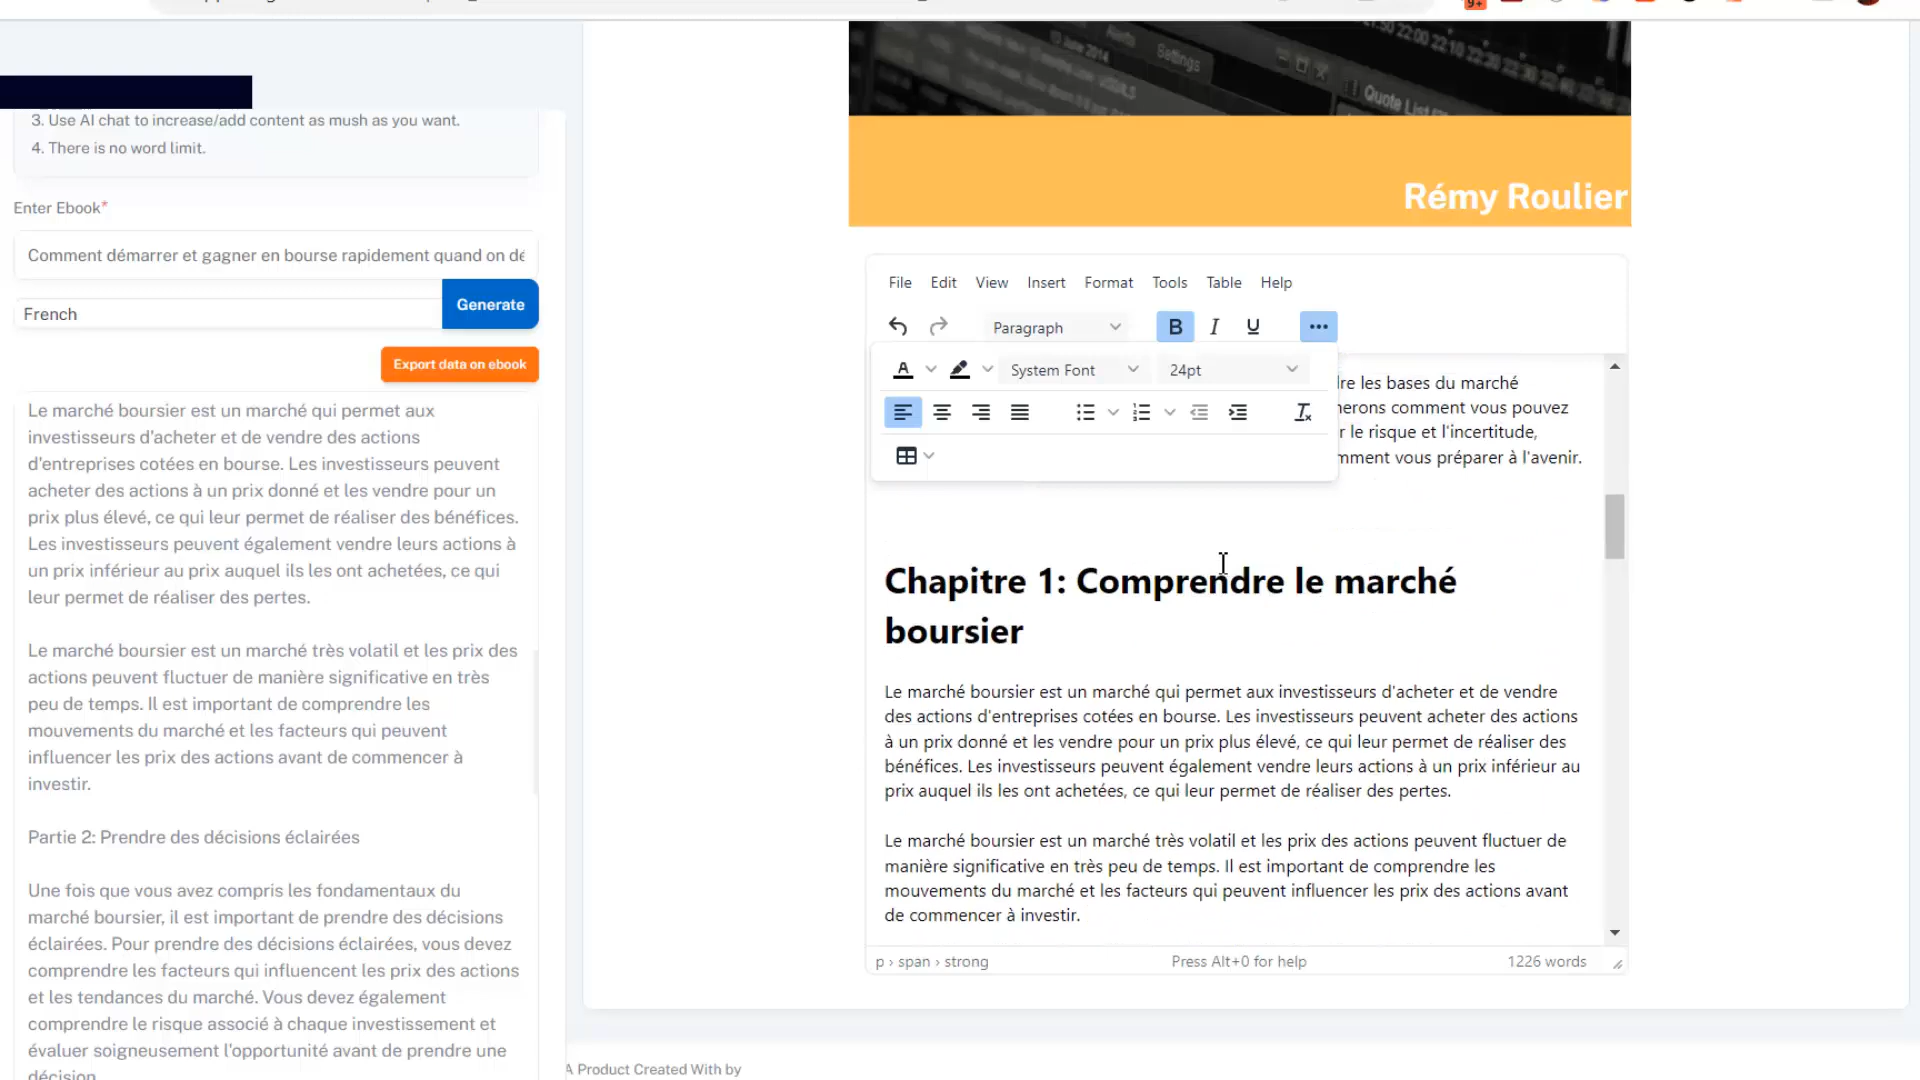 3. Use AI chat to increase/add content as mush as you want.
4. There is no word limit.
Enter Ebook*
Comment démarrer et gagner en bourse rapidement quand on dé
French
Generate
Export data on ebook
Le marché boursier est un marché qui permet aux
investisseurs d'acheter et de vendre des actions
d'entreprises cotées en bourse. Les investisseurs peuvent
acheter des actions à un prix donné et les vendre pour un
prix plus élevé, ce qui leur permet de réaliser des bénéfices.
Les investisseurs peuvent également vendre leurs actions à
un prix inférieur au prix auquel ils les ont achetées, ce qui
leur permet de réaliser des pertes.
Le marché boursier est un marché très volatil et les prix des
actions peuvent fluctuer de manière significative en très
peu de temps. Il est important de comprendre les
mouvements du marché et les facteurs qui peuvent
influencer les prix des actions avant de commencer à
investir.
Partie 2: Prendre des décisions éclairées
Une fois que vous avez compris les fondamentaux du
marché boursier, il est important de prendre des décisions
éclairées. Pour prendre des décisions éclairées, vous devez
comprendre les facteurs qui influencent les prix des actions
et les tendances du marché. Vous devez également
comprendre le risque associé à chaque investissement et
évaluer soigneusement l'opportunité avant de prendre une
décision
9+
15 June 2014
Alerts
Settings
Quote List
Rémy Roulier
File Edit View Insert Format Tools Table Help
Paragraph B I U
A System Font 24pt
re les bases du marché
erons comment vous pouvez
r le risque et l'incertitude,
mment vous préparer à l'avenir.
Chapitre 1: Comprendre le marché
boursier
Le marché boursier est un marché qui permet aux investisseurs d'acheter et de vendre
des actions d'entreprises cotées en bourse. Les investisseurs peuvent acheter des actions
à un prix donné et les vendre pour un prix plus élevé, ce qui leur permet de réaliser des
bénéfices. Les investisseurs peuvent également vendre leurs actions à un prix inférieur au
prix auquel ils les ont achetées, ce qui leur permet de réaliser des pertes.
Le marché boursier est un marché très volatil et les prix des actions peuvent fluctuer de
manière significative en très peu de temps. Il est important de comprendre les
mouvements du marché et les facteurs qui peuvent influencer les prix des actions avant
de commencer à investir.
p › span › strong
Press Alt+0 for help
1226 words
A Product Created With by